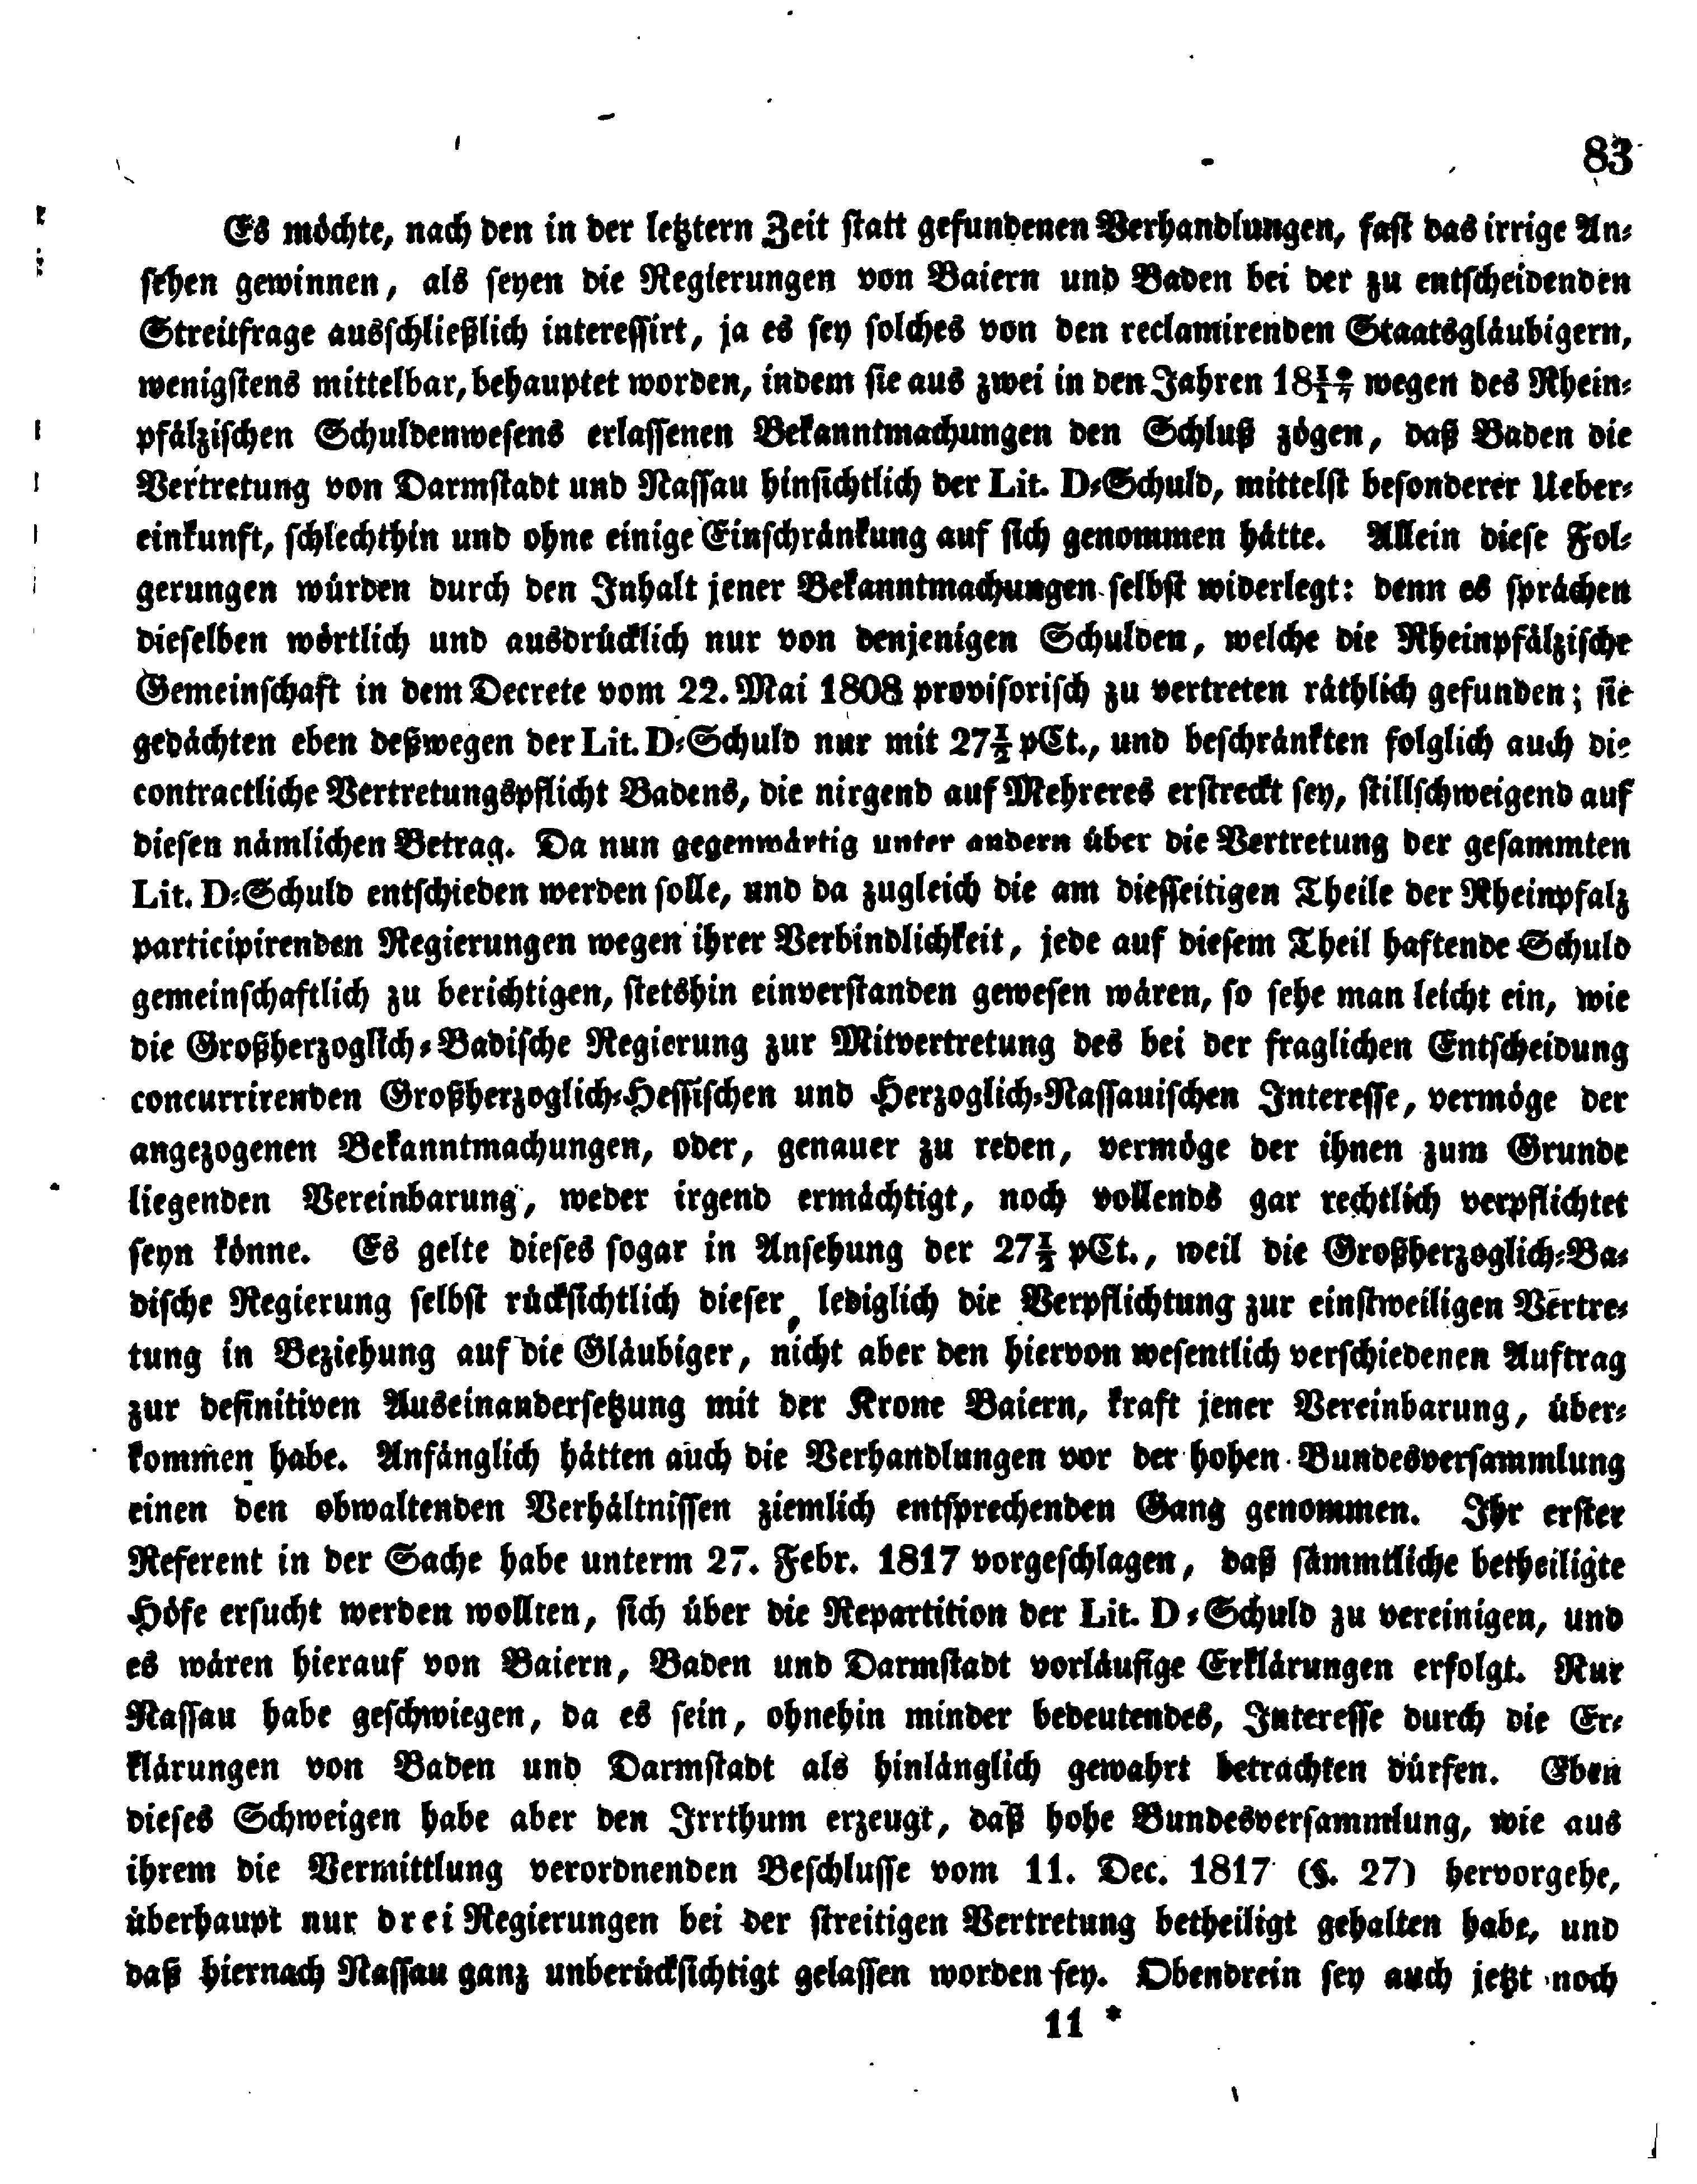 83
Es möchte, nach den in der letztern Zeit statt gefundenen Verhandlungen, fast das irrige An-
sehen gewinnen, als seyen die Regierungen von Baiern und Baden bei der zu entscheidenden
Streitfrage ausschließlich interessirt, ja es sey solches von den reclamirenden Staatsgläubigern,
wenigstens mittelbar, behauptet worden, indem sie aus zwei in den Jahren 18 16/17 wegen des Rhein-
pfälzischen Schuldenwesens erlassenen Bekanntmachungen den Schluß zögen, daß Baden die
Vertretung von Darmstadt und Nassau hinsichtlich der Lit. D-Schuld, mittelst besonderer Ueber-
einkunft, schlechthin und ohne einige Einschränkung auf sich genommen hätte. Allein diese Fol-
gerungen würden durch den Inhalt jener Bekanntmachungen selbst widerlegt: denn es sprächen
dieselben wörtlich und ausdrücklich nur von denjenigen Schulden, welche die Rheinpfälzische
Gemeinschaft in dem Decrete vom 22. Mai 1808 provisorisch zu vertreten räthlich gefunden; sie
gedächten eben deßwegen der Lit. D-Schuld nur mit 27½ pCt., und beschränkten folglich auch die
contractliche Vertretungspflicht Badens, die nirgend auf Mehreres erstreckt sey, stillschweigend auf
diesen nämlichen Betrag. Da nun gegenwärtig unter andern über die Vertretung der gesammten
Lit. D-Schuld entschieden werden solle, und da zugleich die am diesseitigen Theile der Rheinpfalz
participirenden Regierungen wegen ihrer Verbindlichkeit, jede auf diesem Theil haftende Schuld
gemeinschaftlich zu berichtigen, stetshin einverstanden gewesen wären, so sehe man leicht ein, wie
die Großherzoglich-Badische Regierung zur Mitvertretung des bei der fraglichen Entscheidung
concurrirenden Großherzoglich-Hessischen und Herzoglich-Nassauischen Interesse, vermöge der
angezogenen Bekanntmachungen, oder, genauer zu reden, vermöge der ihnen zum Grunde
liegenden Vereinbarung, weder irgend ermächtigt, noch vollends gar rechtlich verpflichtet
seyn könne. Es gelte dieses sogar in Ansehung der 27½ pCt., weil die Großherzoglich-Ba-
dische Regierung selbst rücksichtlich dieser, lediglich die Verpflichtung zur einstweiligen Vertre-
tung in Beziehung auf die Gläubiger, nicht aber den hiervon wesentlich verschiedenen Auftrag
zur definitiven Auseinandersetzung mit der Krone Baiern, kraft jener Vereinbarung, über-
kommen habe. Anfänglich hätten auch die Verhandlungen vor der hohen Bundesversammlung
einen den obwaltenden Verhältnissen ziemlich entsprechenden Gang genommen. Ihr erster
Referent in der Sache habe unterm 27. Febr. 1817 vorgeschlagen, daß sämmtliche betheiligte
Höfe ersucht werden wollten, sich über die Repartition der Lit. D-Schuld zu vereinigen, und
es wären hierauf von Baiern, Baden und Darmstadt vorläufige Erklärungen erfolgt. Nur
Nassau habe geschwiegen, da es sein, ohnehin minder bedeutendes, Interesse durch die Er-
klärungen von Baden und Darmstadt als hinlänglich gewahrt betrachten dürfen. Eben
dieses Schweigen habe aber den Irrthum erzeugt, daß hohe Bundesversammlung, wie aus
ihrem die Vermittlung verordnenden Beschlusse vom 11. Dec. 1817 (§. 27) hervorgehe,
überhaupt nur drei Regierungen bei der streitigen Vertretung betheiligt gehalten habe, und
daß hiernach Nassau ganz unberücksichtigt gelassen worden sey. Obendrein sey auch jetzt noch
11 *